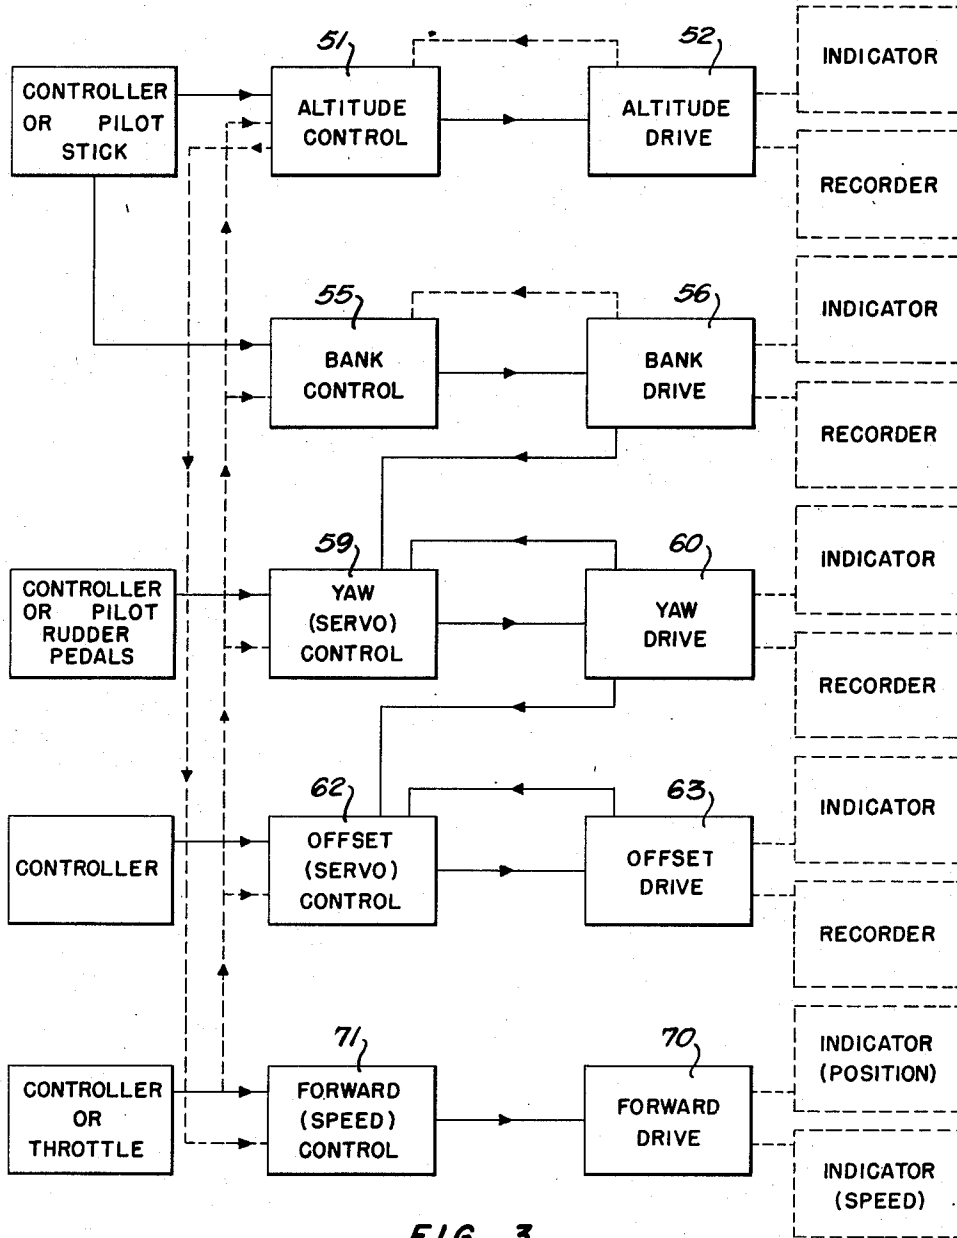 51
52
INDICATOR
CONTROLLER
OR PILOT
STICK
ALTITUDE
CONTROL
ALTITUDE
DRIVE
RECORDER
55
56
INDICATOR
BANK
CONTROL
BANK
DRIVE
RECORDER
59
60
INDICATOR
CONTROLLER
OR PILOT
RUDDER
PEDALS
YAW
(SERVO)
CONTROL
YAW
DRIVE
RECORDER
62
63
INDICATOR
CONTROLLER
OFFSET
(SERVO)
CONTROL
OFFSET
DRIVE
RECORDER
71
70
INDICATOR
(POSITION)
CONTROLLER
OR
THROTTLE
FORWARD
(SPEED)
CONTROL
FORWARD
DRIVE
INDICATOR
(SPEED)
FIG. 3